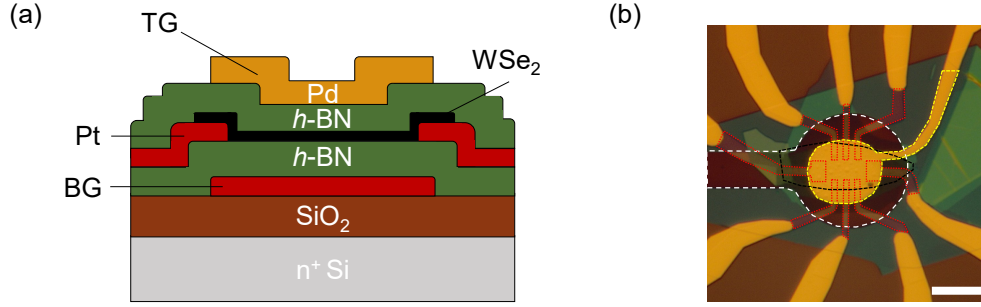 (a)
(b)
TG
WSe₂
Pd
h-BN
Pt
h-BN
BG
SiO₂
n⁺ Si